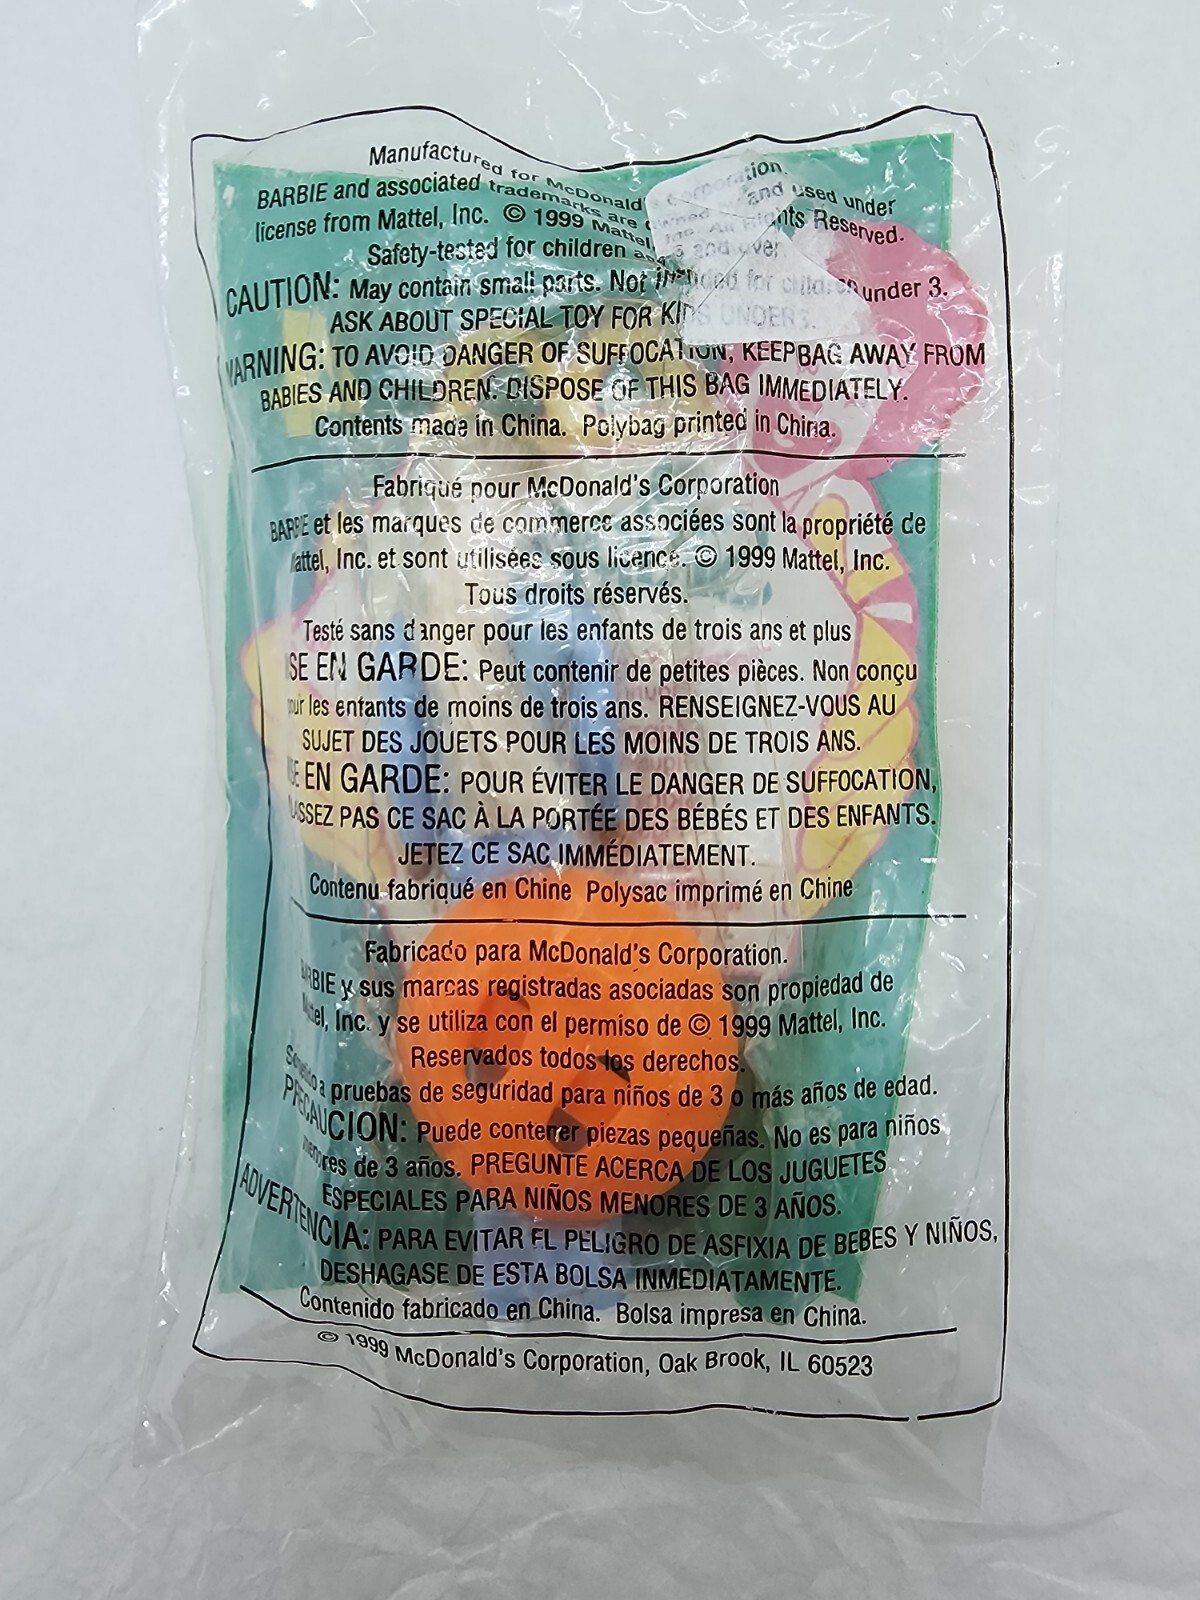 Manufactured for McDonald's Corporation.
BARBIE and associated trademarks are owned by and used under
license from Mattel, Inc. © 1999 Mattel, Inc. All Rights Reserved.
Safety-tested for children age 3 and over.
CAUTION: May contain small parts. Not intended for children under 3.
ASK ABOUT SPECIAL TOY FOR KIDS UNDER 3.
WARNING: TO AVOID DANGER OF SUFFOCATION, KEEP BAG AWAY FROM
BABIES AND CHILDREN. DISPOSE OF THIS BAG IMMEDIATELY.
Contents made in China. Polybag printed in China.
Fabriqué pour McDonald's Corporation
BARBIE et les marques de commerce associées sont la propriété de
Mattel, Inc. et sont utilisées sous licence. © 1999 Mattel, Inc.
Tous droits réservés.
Testé sans danger pour les enfants de trois ans et plus
SE EN GARDE: Peut contenir de petites pièces. Non conçu
pour les enfants de moins de trois ans. RENSEIGNEZ-VOUS AU
SUJET DES JOUETS POUR LES MOINS DE TROIS ANS.
SE EN GARDE: POUR ÉVITER LE DANGER DE SUFFOCATION,
AISSEZ PAS CE SAC À LA PORTÉE DES BÉBÉS ET DES ENFANTS.
JETEZ CE SAC IMMÉDIATEMENT.
Contenu fabriqué en Chine Polysac imprimé en Chine
Fabricado para McDonald's Corporation.
BARBIE y sus marcas registradas asociadas son propiedad de
Mattel, Inc. y se utiliza con el permiso de © 1999 Mattel, Inc.
Reservados todos los derechos.
Sometido a pruebas de seguridad para niños de 3 o más años de edad.
PRECAUCION: Puede contener piezas pequeñas. No es para niños
menores de 3 años. PREGUNTE ACERCA DE LOS JUGUETES
ESPECIALES PARA NIÑOS MENORES DE 3 AÑOS.
ADVERTENCIA: PARA EVITAR EL PELIGRO DE ASFIXIA DE BEBES Y NIÑOS,
DESHAGASE DE ESTA BOLSA INMEDIATAMENTE.
Contenido fabricado en China. Bolsa impresa en China.
© 1999 McDonald's Corporation, Oak Brook, IL 60523